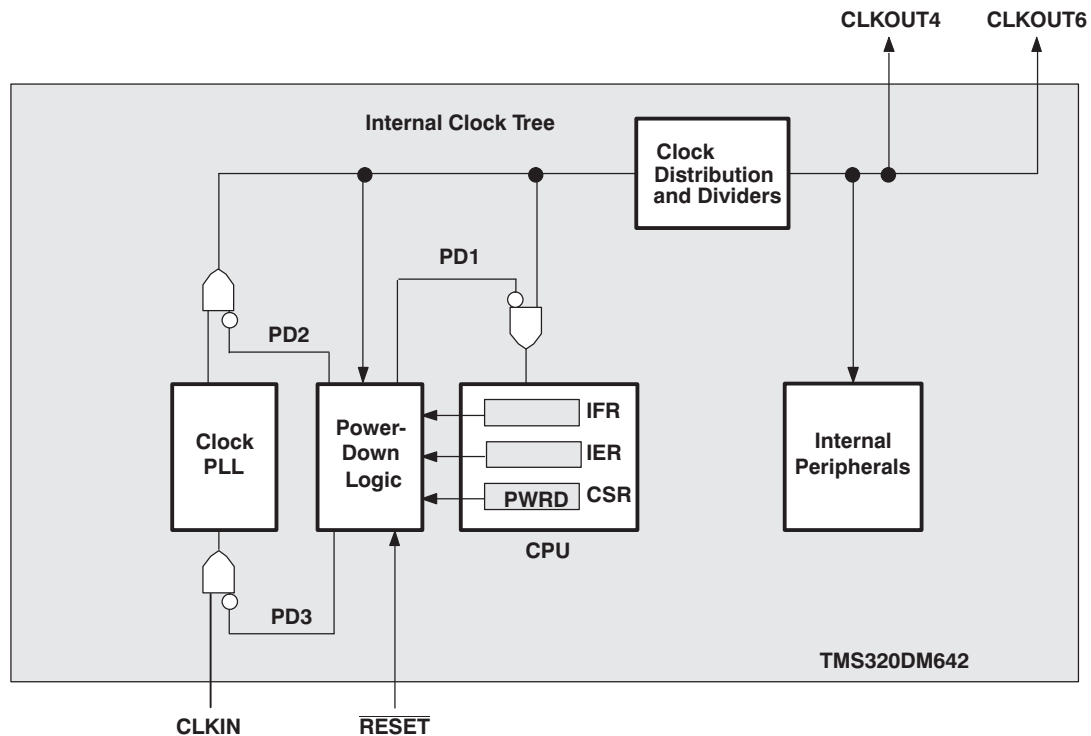 CLKOUT4 CLKOUT6
Internal Clock Tree
Clock
Distribution
and Dividers
PD1
PD2
Clock
PLL
Power-
Down
Logic
IFR
IER
PWRD CSR
CPU
Internal
Peripherals
PD3
TMS320DM642
CLKIN RESET